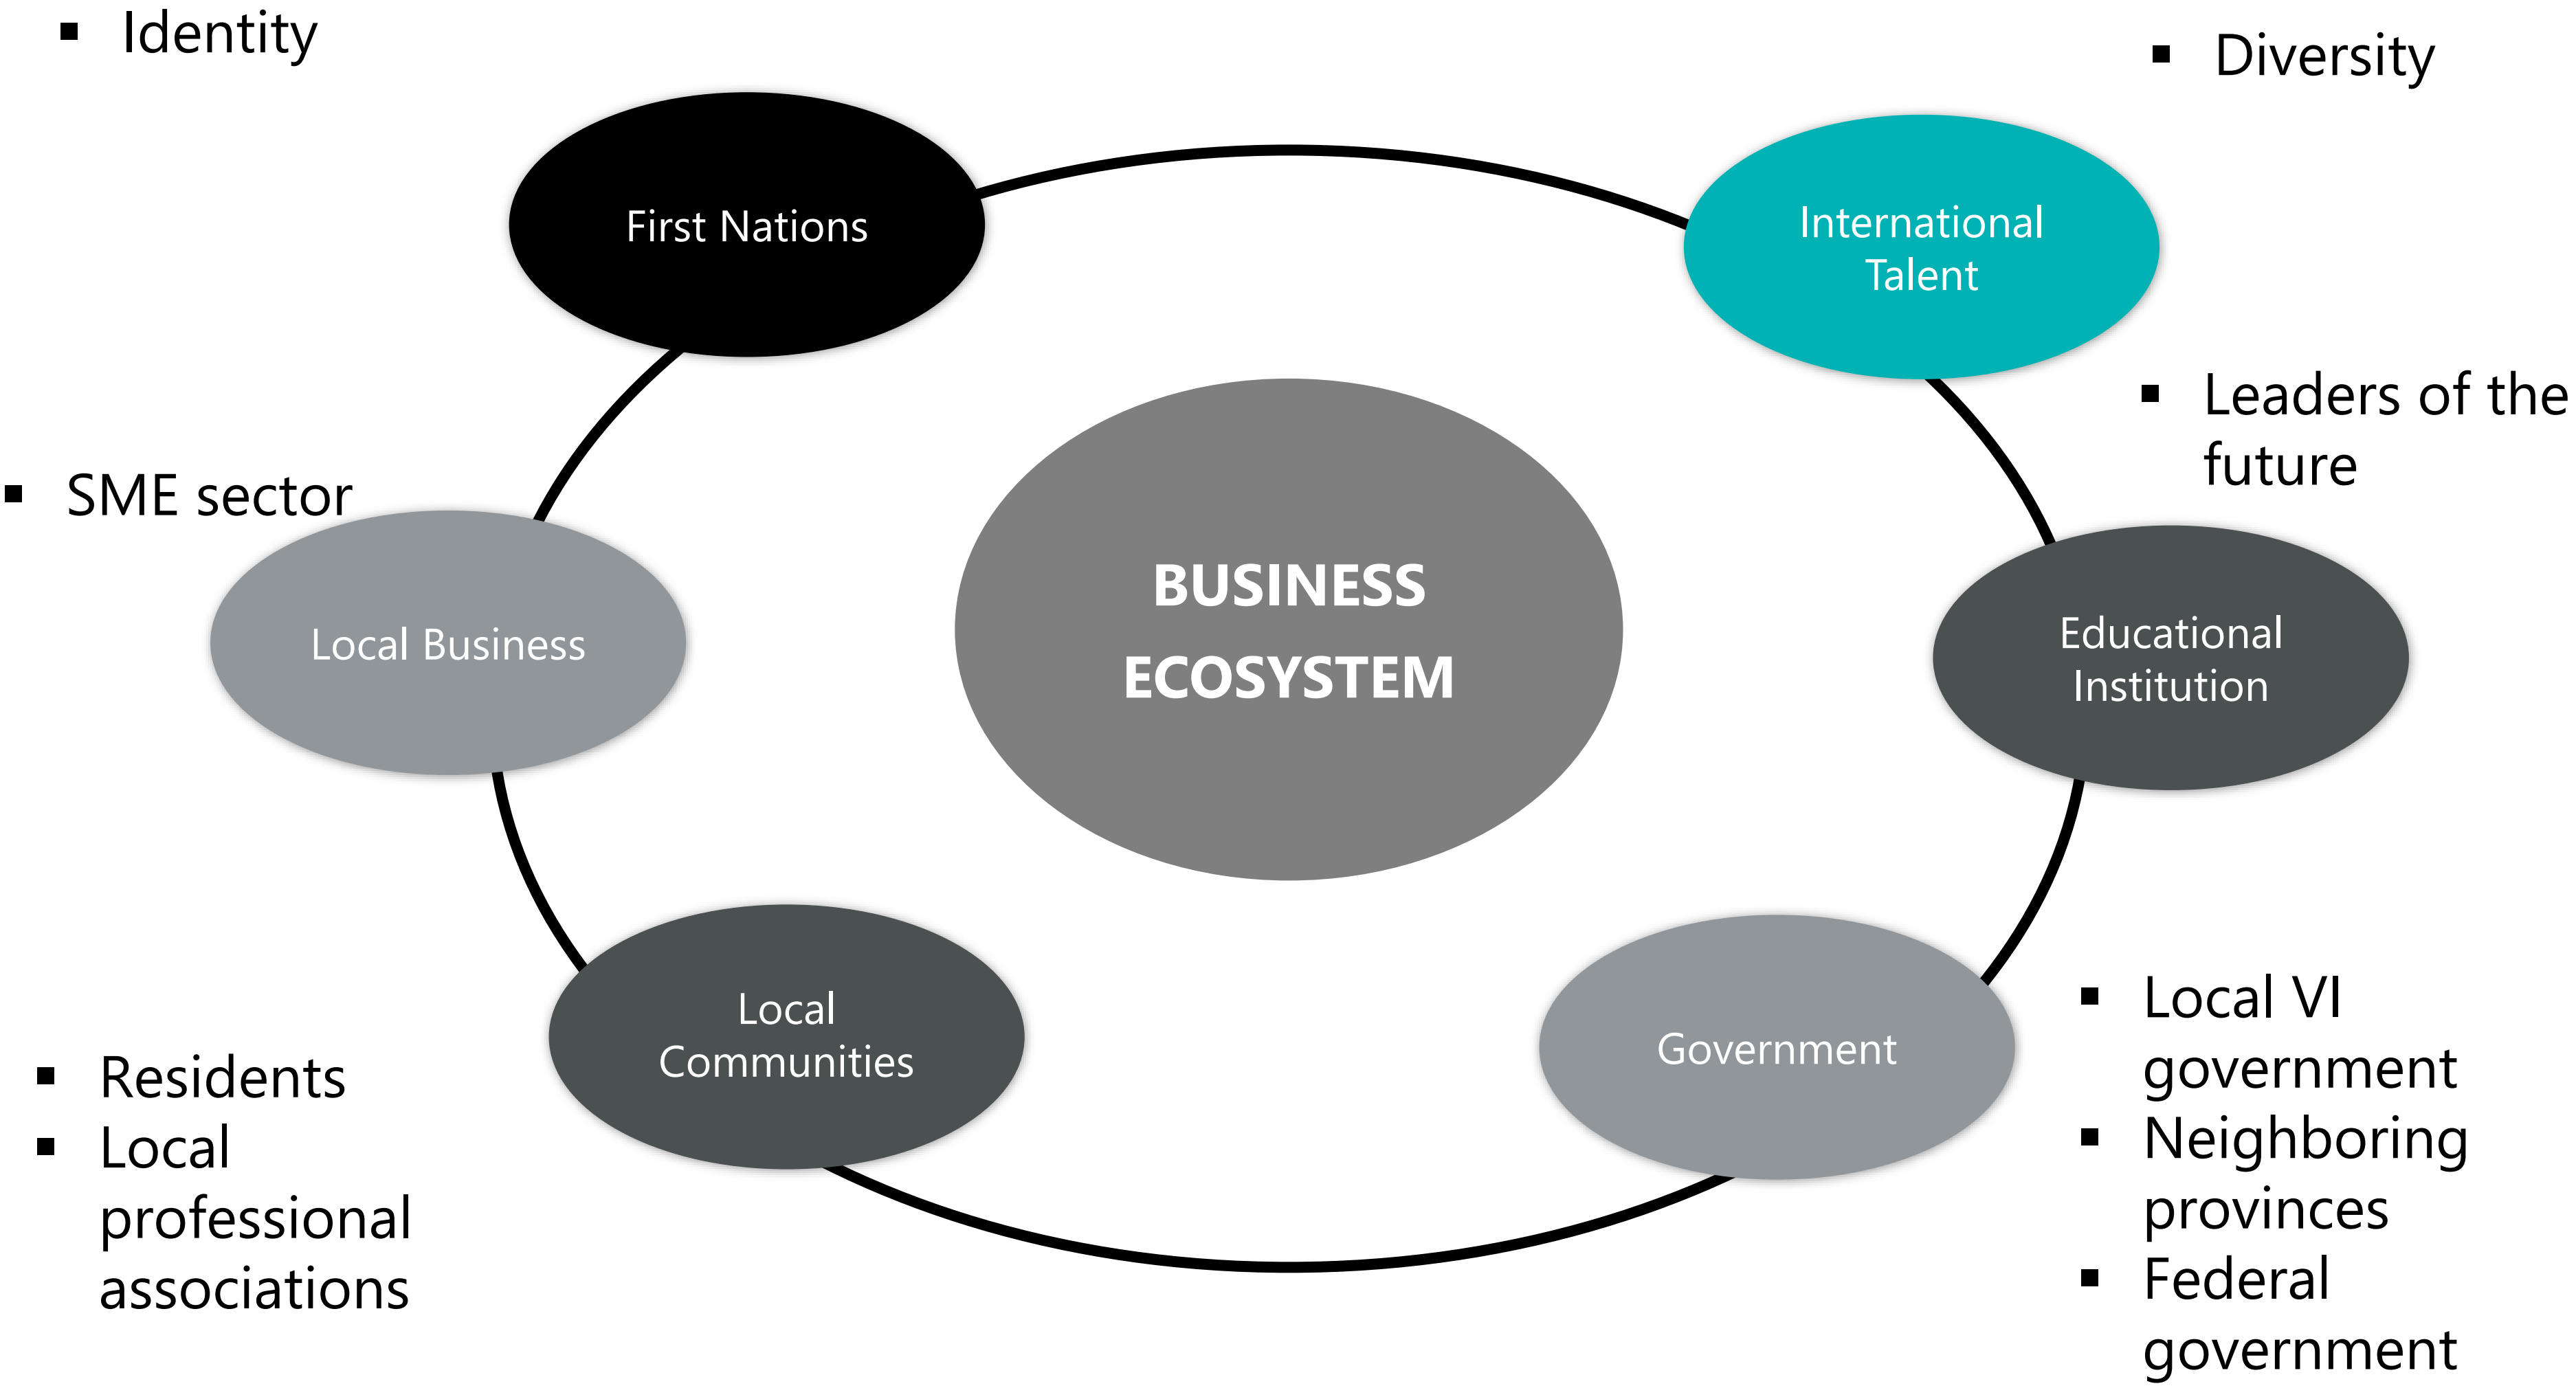 ▪ Identity
▪ Diversity
First Nations
International
Talent
▪ Leaders of the
future
▪ SME sector
BUSINESS
ECOSYSTEM
Local Business
Educational
Institution
Local
Communities
Government
▪ Residents
▪ Local
professional
associations
▪ Local VI
government
▪ Neighboring
provinces
▪ Federal
government